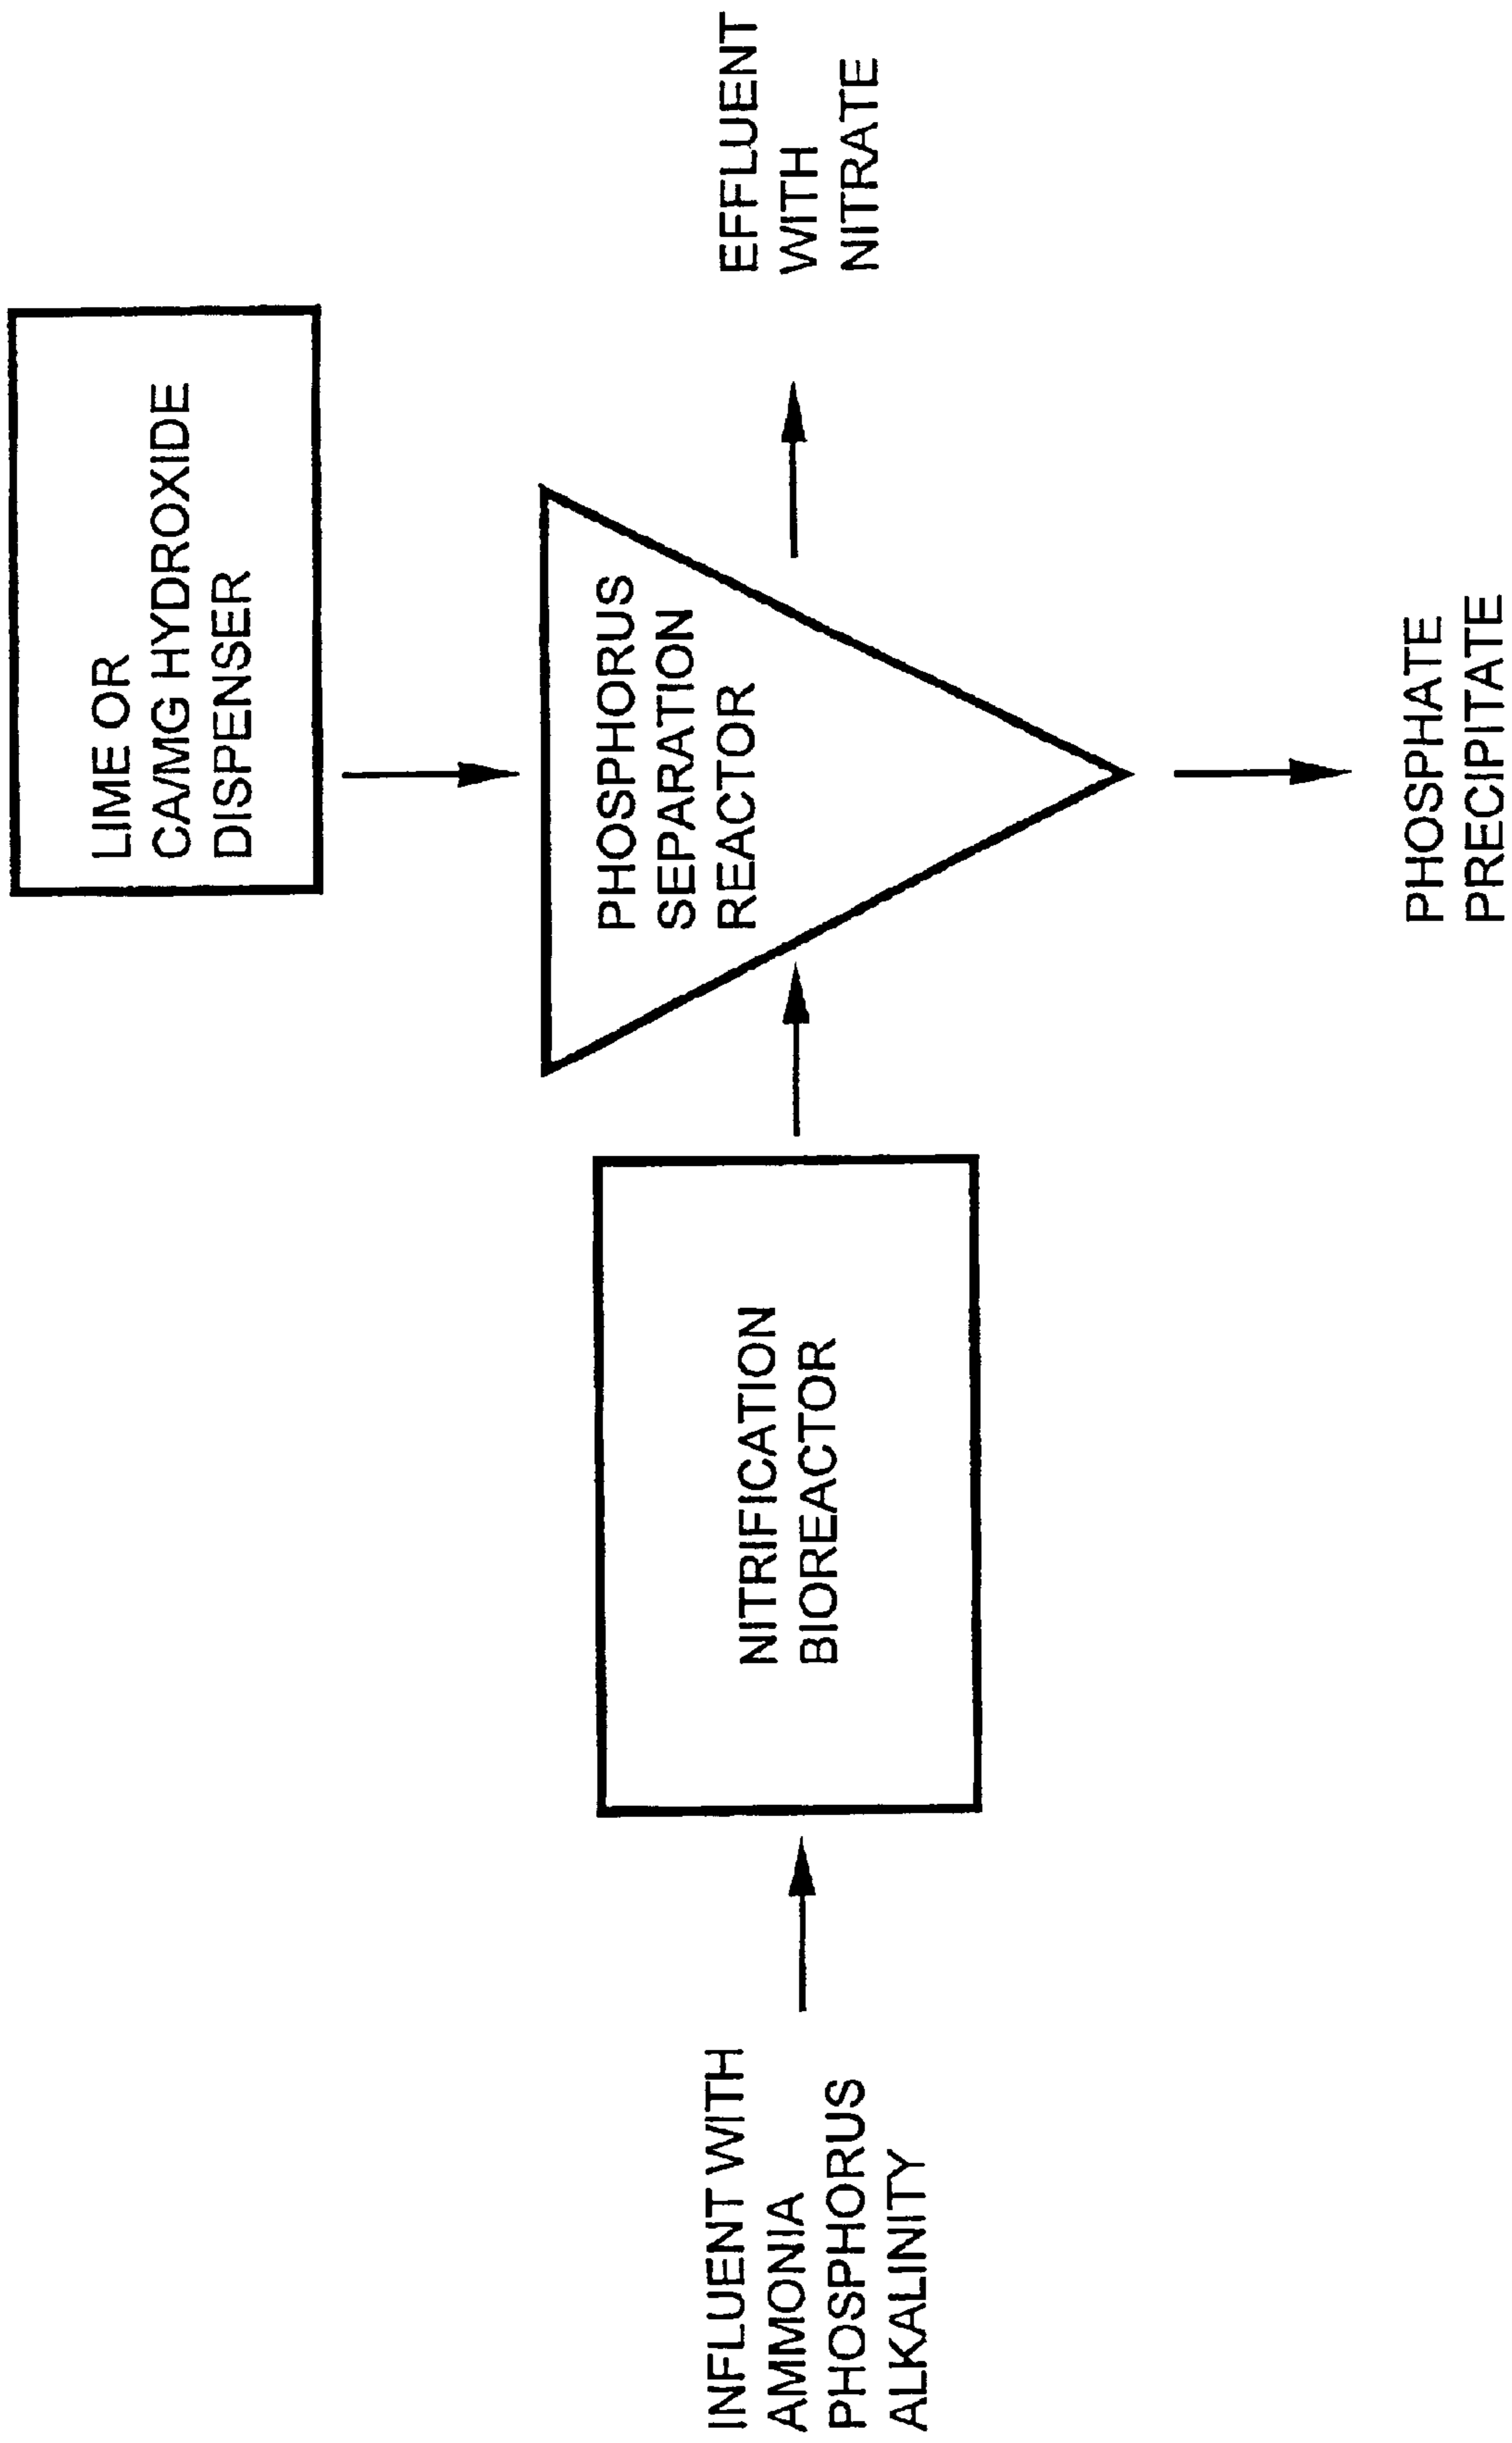 LIME OR
CA/MG HYDROXIDE
DISPENSER
INFLUENT WITH
AMMONIA
PHOSPHORUS
ALKALINITY
NITRIFICATION
BIOREACTOR
PHOSPHORUS
SEPARATION
REACTOR
EFFLUENT
WITH
NITRATE
PHOSPHATE
PRECIPITATE